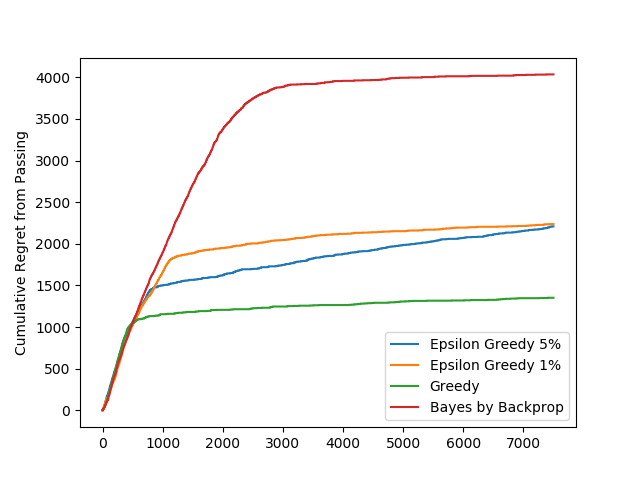 Cumulative Regret from Passing
4000
3500
3000
2500
2000
1500
1000
500
0
0 1000 2000 3000 4000 5000 6000 7000
Epsilon Greedy 5%
Epsilon Greedy 1%
Greedy
Bayes by Backprop